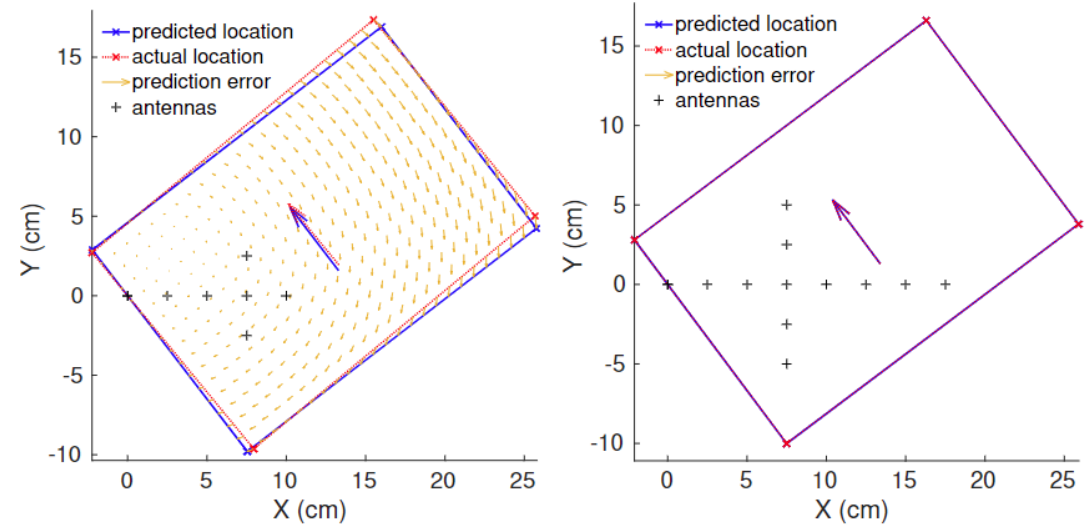 predicted location
actual location
prediction error
antennas
15
10
5
0
-5
-10
Y (cm)
0
5
10
15
20
25
X (cm)
predicted location
actual location
prediction error
antennas
15
10
5
0
-5
-10
Y (cm)
0
5
10
15
20
25
X (cm)